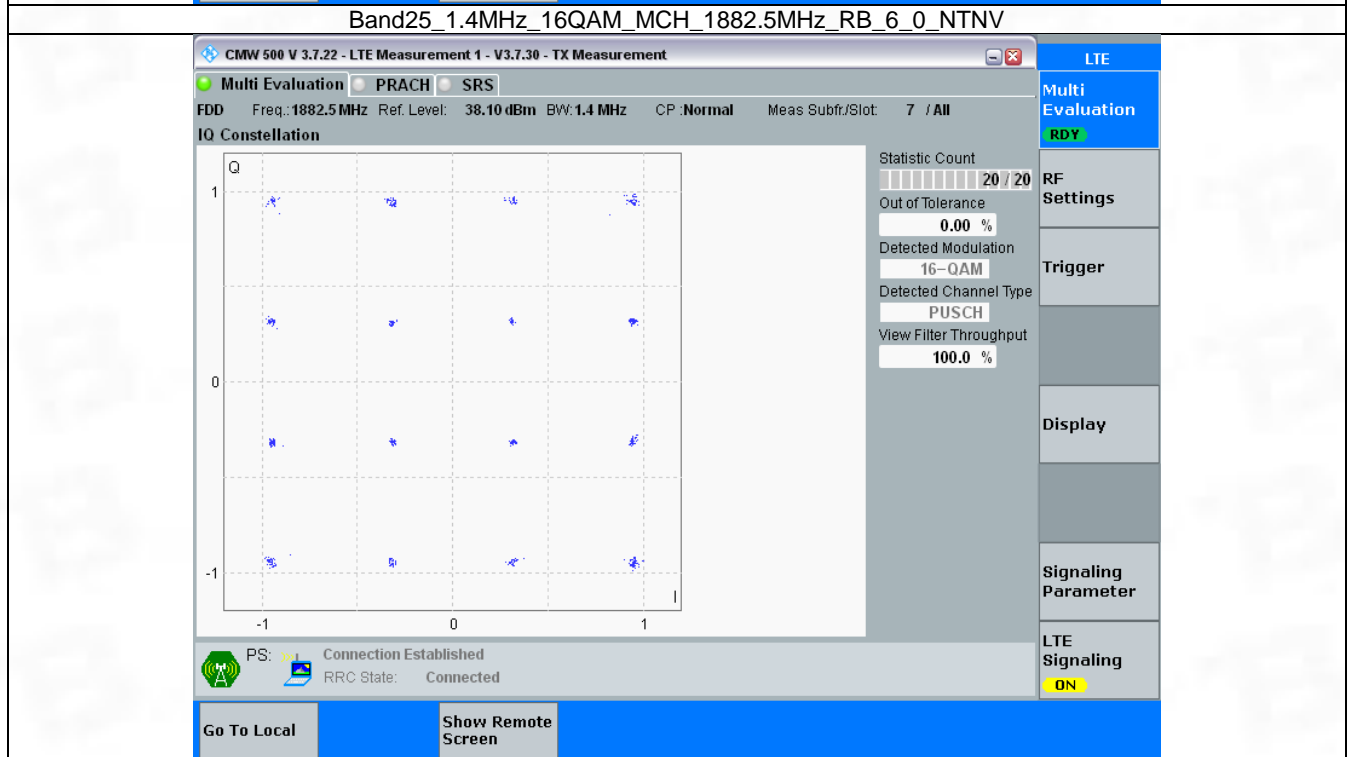 Band25_1.4MHz_16QAM_MCH_1882.5MHz_RB_6_0_NTNV
CMW 500 V 3.7.22 - LTE Measurement 1 - V3.7.30 - TX Measurement
LTE
Multi Evaluation PRACH SRS
FDD Freq.: 1882.5 MHz Ref. Level: 38.10 dBm BW: 1.4 MHz CP :Normal Meas Subfr./Slot: 7 / All
IQ Constellation
Q
1
0
-1
I
-1 0 1
Statistic Count
20 / 20
Out of Tolerance
0.00 %
Detected Modulation
16-QAM
Detected Channel Type
PUSCH
View Filter Throughput
100.0 %
Multi
Evaluation
RDY
RF
Settings
Trigger
Display
Signaling
Parameter
LTE
Signaling
ON
PS: Connection Established
RRC State: Connected
Go To Local
Show Remote
Screen